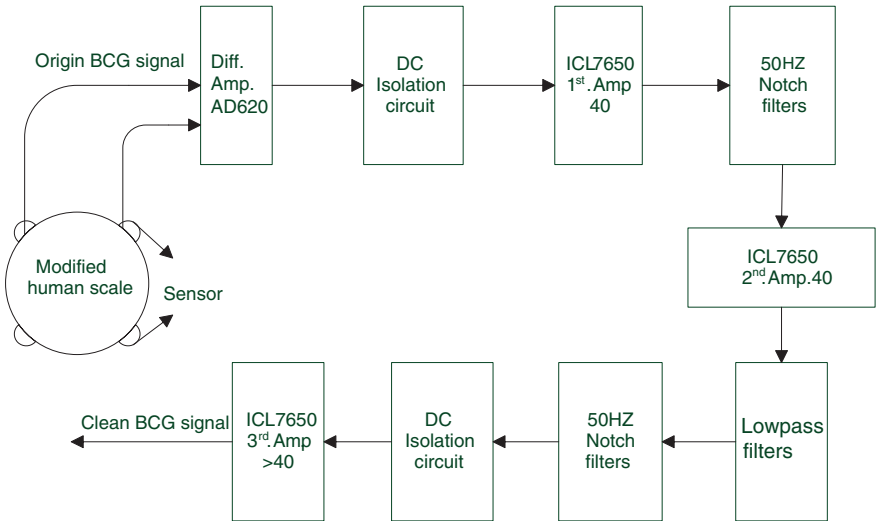 Origin BCG signal
Diff.
Amp.
AD620
DC
Isolation
circuit
ICL7650
1st.Amp
40
50HZ
Notch
filters
ICL7650
2nd.Amp.40
Modified
human scale
Sensor
Clean BCG signal
ICL7650
3rd.Amp
>40
DC
Isolation
circuit
50HZ
Notch
filters
Lowpass
filters